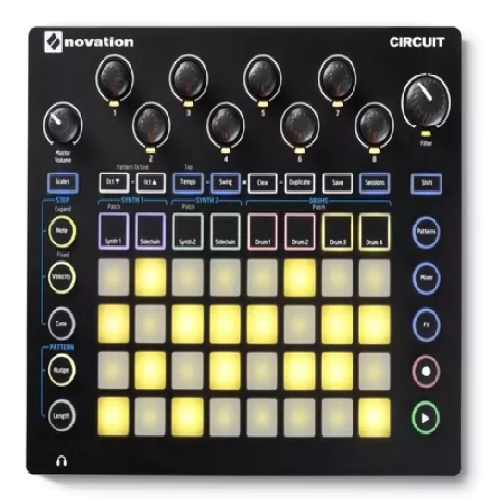 novation CIRCUIT
1 3 5 7
Master Volume
2 4 6 8
Filter
Pattern Octave Tap
Scales Oct ▼ Oct ▲ Tempo Swing Clear Duplicate Save Sessions Shift
STEP SYNTH 1 SYNTH 2 DRUMS
Expand Patch Patch Patch
Note Synth 1 Sidechain Synth 2 Sidechain Drum 1 Drum 2 Drum 3 Drum 4 Patterns
Fixed
Velocity Mixer
Gate FX
PATTERN
Nudge
Length